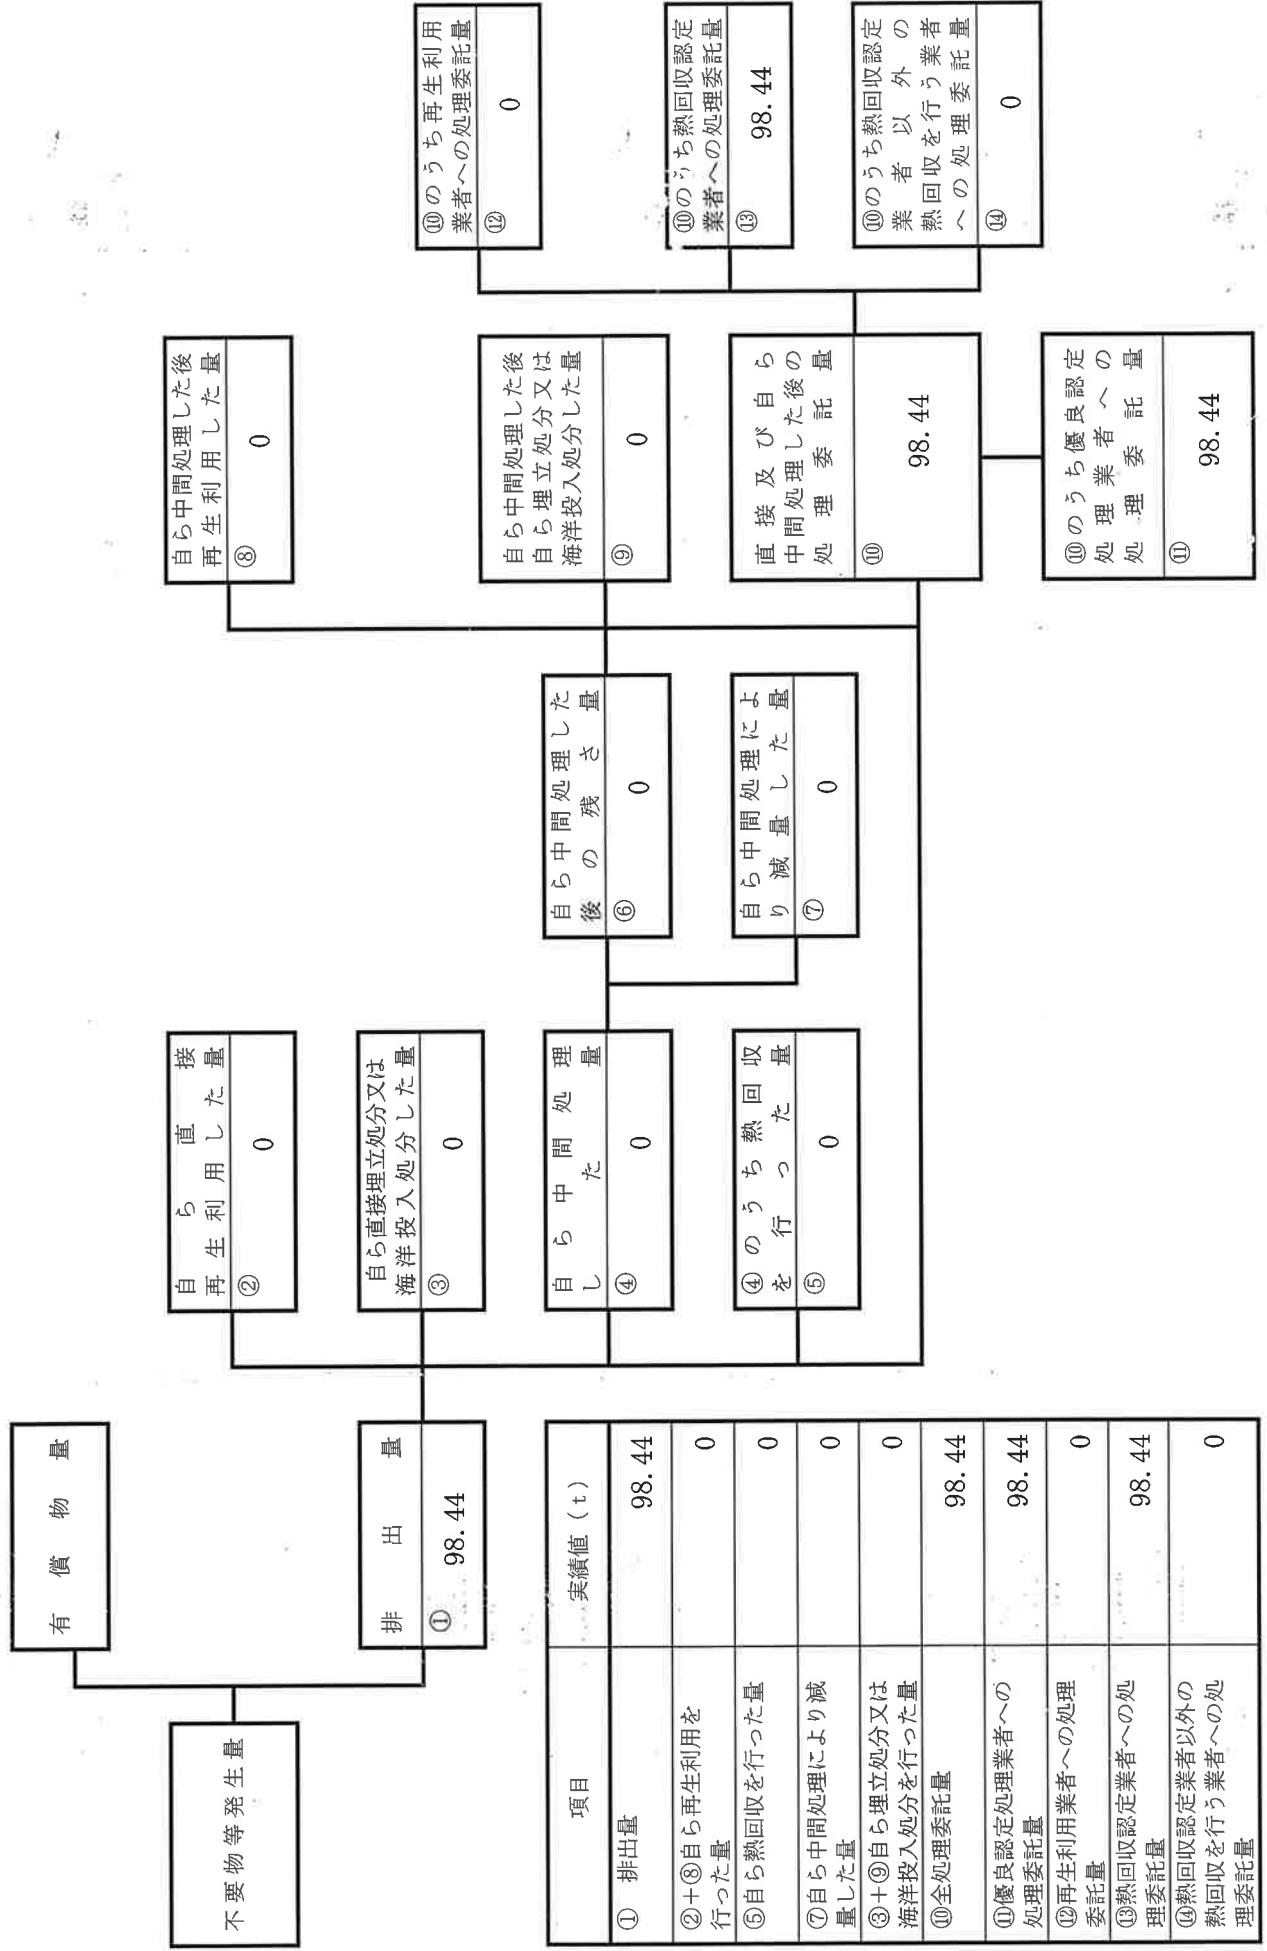 不要物等発生量
有償物量
排出量
①
98.44
自ら直接
再生利用した量
②
0
自ら直接埋立処分又は
海洋投入処分した量
③
0
自ら中間処理
した量
④
0
④のうち熱回収
を行った量
⑤
0
自ら中間処理した
後の残さ量
⑥
0
自ら中間処理によ
り減量した量
⑦
0
自ら中間処理した後
再生利用した量
⑧
0
自ら中間処理した後
自ら埋立処分又は
海洋投入処分した量
⑨
0
直接及び自ら
中間処理した後の
処理委託量
⑩
98.44
⑩のうち優良認定
処理業者への
処理委託量
⑪
98.44
⑩のうち再生利用
業者への処理委託量
⑫
0
⑩のうち熱回収認定
業者への処理委託量
⑬
98.44
⑩のうち熱回収認定
業者以外の
熱回収を行う業者
への処理委託量
⑭
0
項目 実績値(t)
① 排出量 98.44
②+⑧自ら再生利用を
行った量 0
⑤自ら熱回収を行った量 0
⑦自ら中間処理により減
量した量 0
③+⑨自ら埋立処分又は
海洋投入処分を行った量 0
⑩全処理委託量 98.44
⑪優良認定処理業者への
処理委託量 98.44
⑫再生利用業者への処理
委託量 0
⑬熱回収認定業者への処
理委託量 98.44
⑭熱回収認定業者以外の
熱回収を行う業者への処
理委託量 0